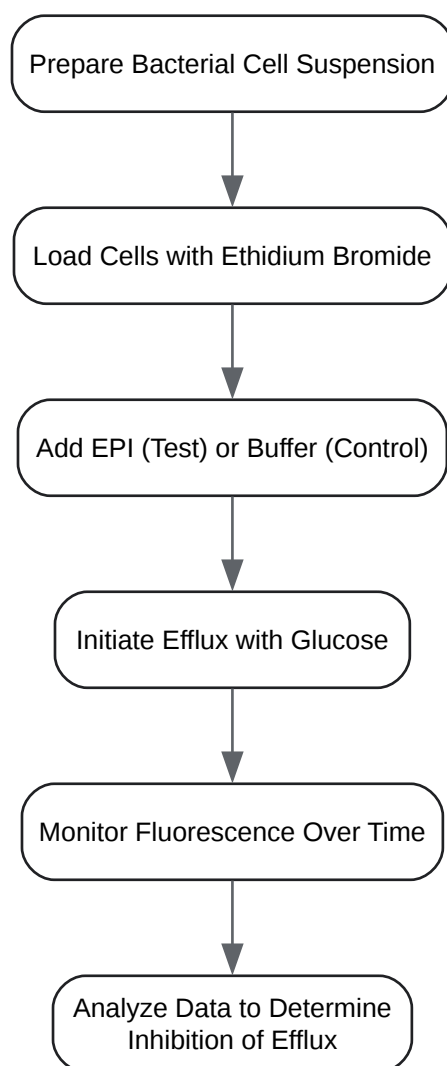 Prepare Bacterial Cell Suspension
Load Cells with Ethidium Bromide
Add EPI (Test) or Buffer (Control)
Initiate Efflux with Glucose
Monitor Fluorescence Over Time
Analyze Data to Determine
Inhibition of Efflux